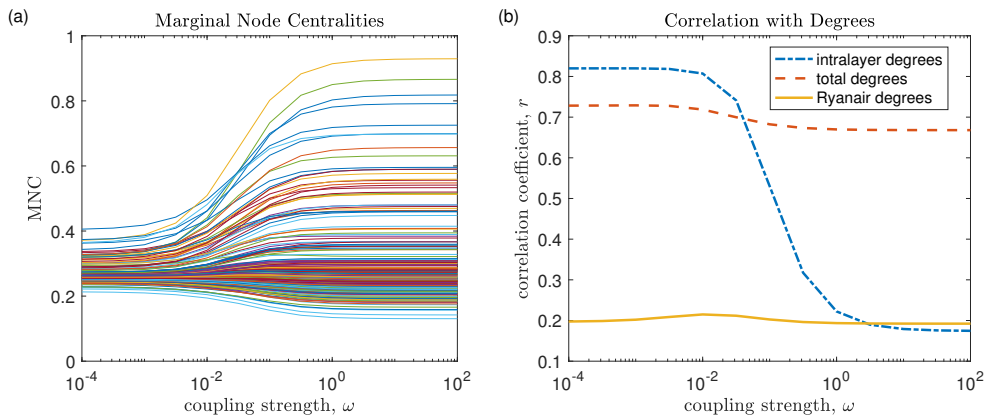 (a)
Marginal Node Centralities
1
0.8
0.6
0.4
0.2
0
MNC
10^-4
10^-2
10^0
10^2
coupling strength, ω
(b)
Correlation with Degrees
0.9
0.8
0.7
0.6
0.5
0.4
0.3
0.2
0.1
correlation coefficient, r
intralayer degrees
total degrees
Ryanair degrees
10^-4
10^-2
10^0
10^2
coupling strength, ω